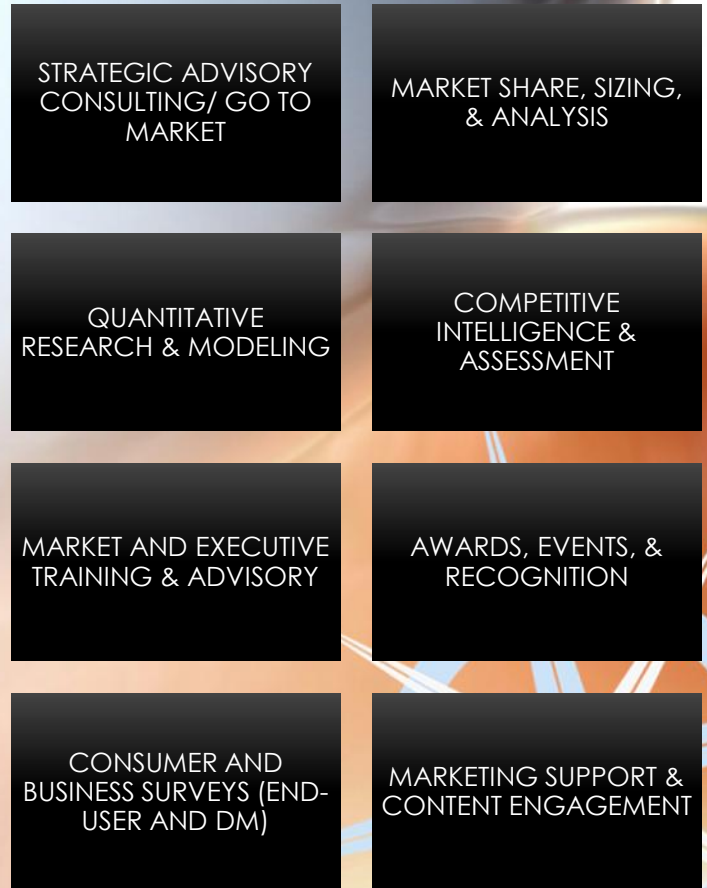 STRATEGIC ADVISORY
CONSULTING/ GO TO
MARKET
MARKET SHARE, SIZING,
& ANALYSIS
QUANTITATIVE
RESEARCH & MODELING
COMPETITIVE
INTELLIGENCE &
ASSESSMENT
MARKET AND EXECUTIVE
TRAINING & ADVISORY
AWARDS, EVENTS, &
RECOGNITION
CONSUMER AND
BUSINESS SURVEYS (END-
USER AND DM)
MARKETING SUPPORT &
CONTENT ENGAGEMENT